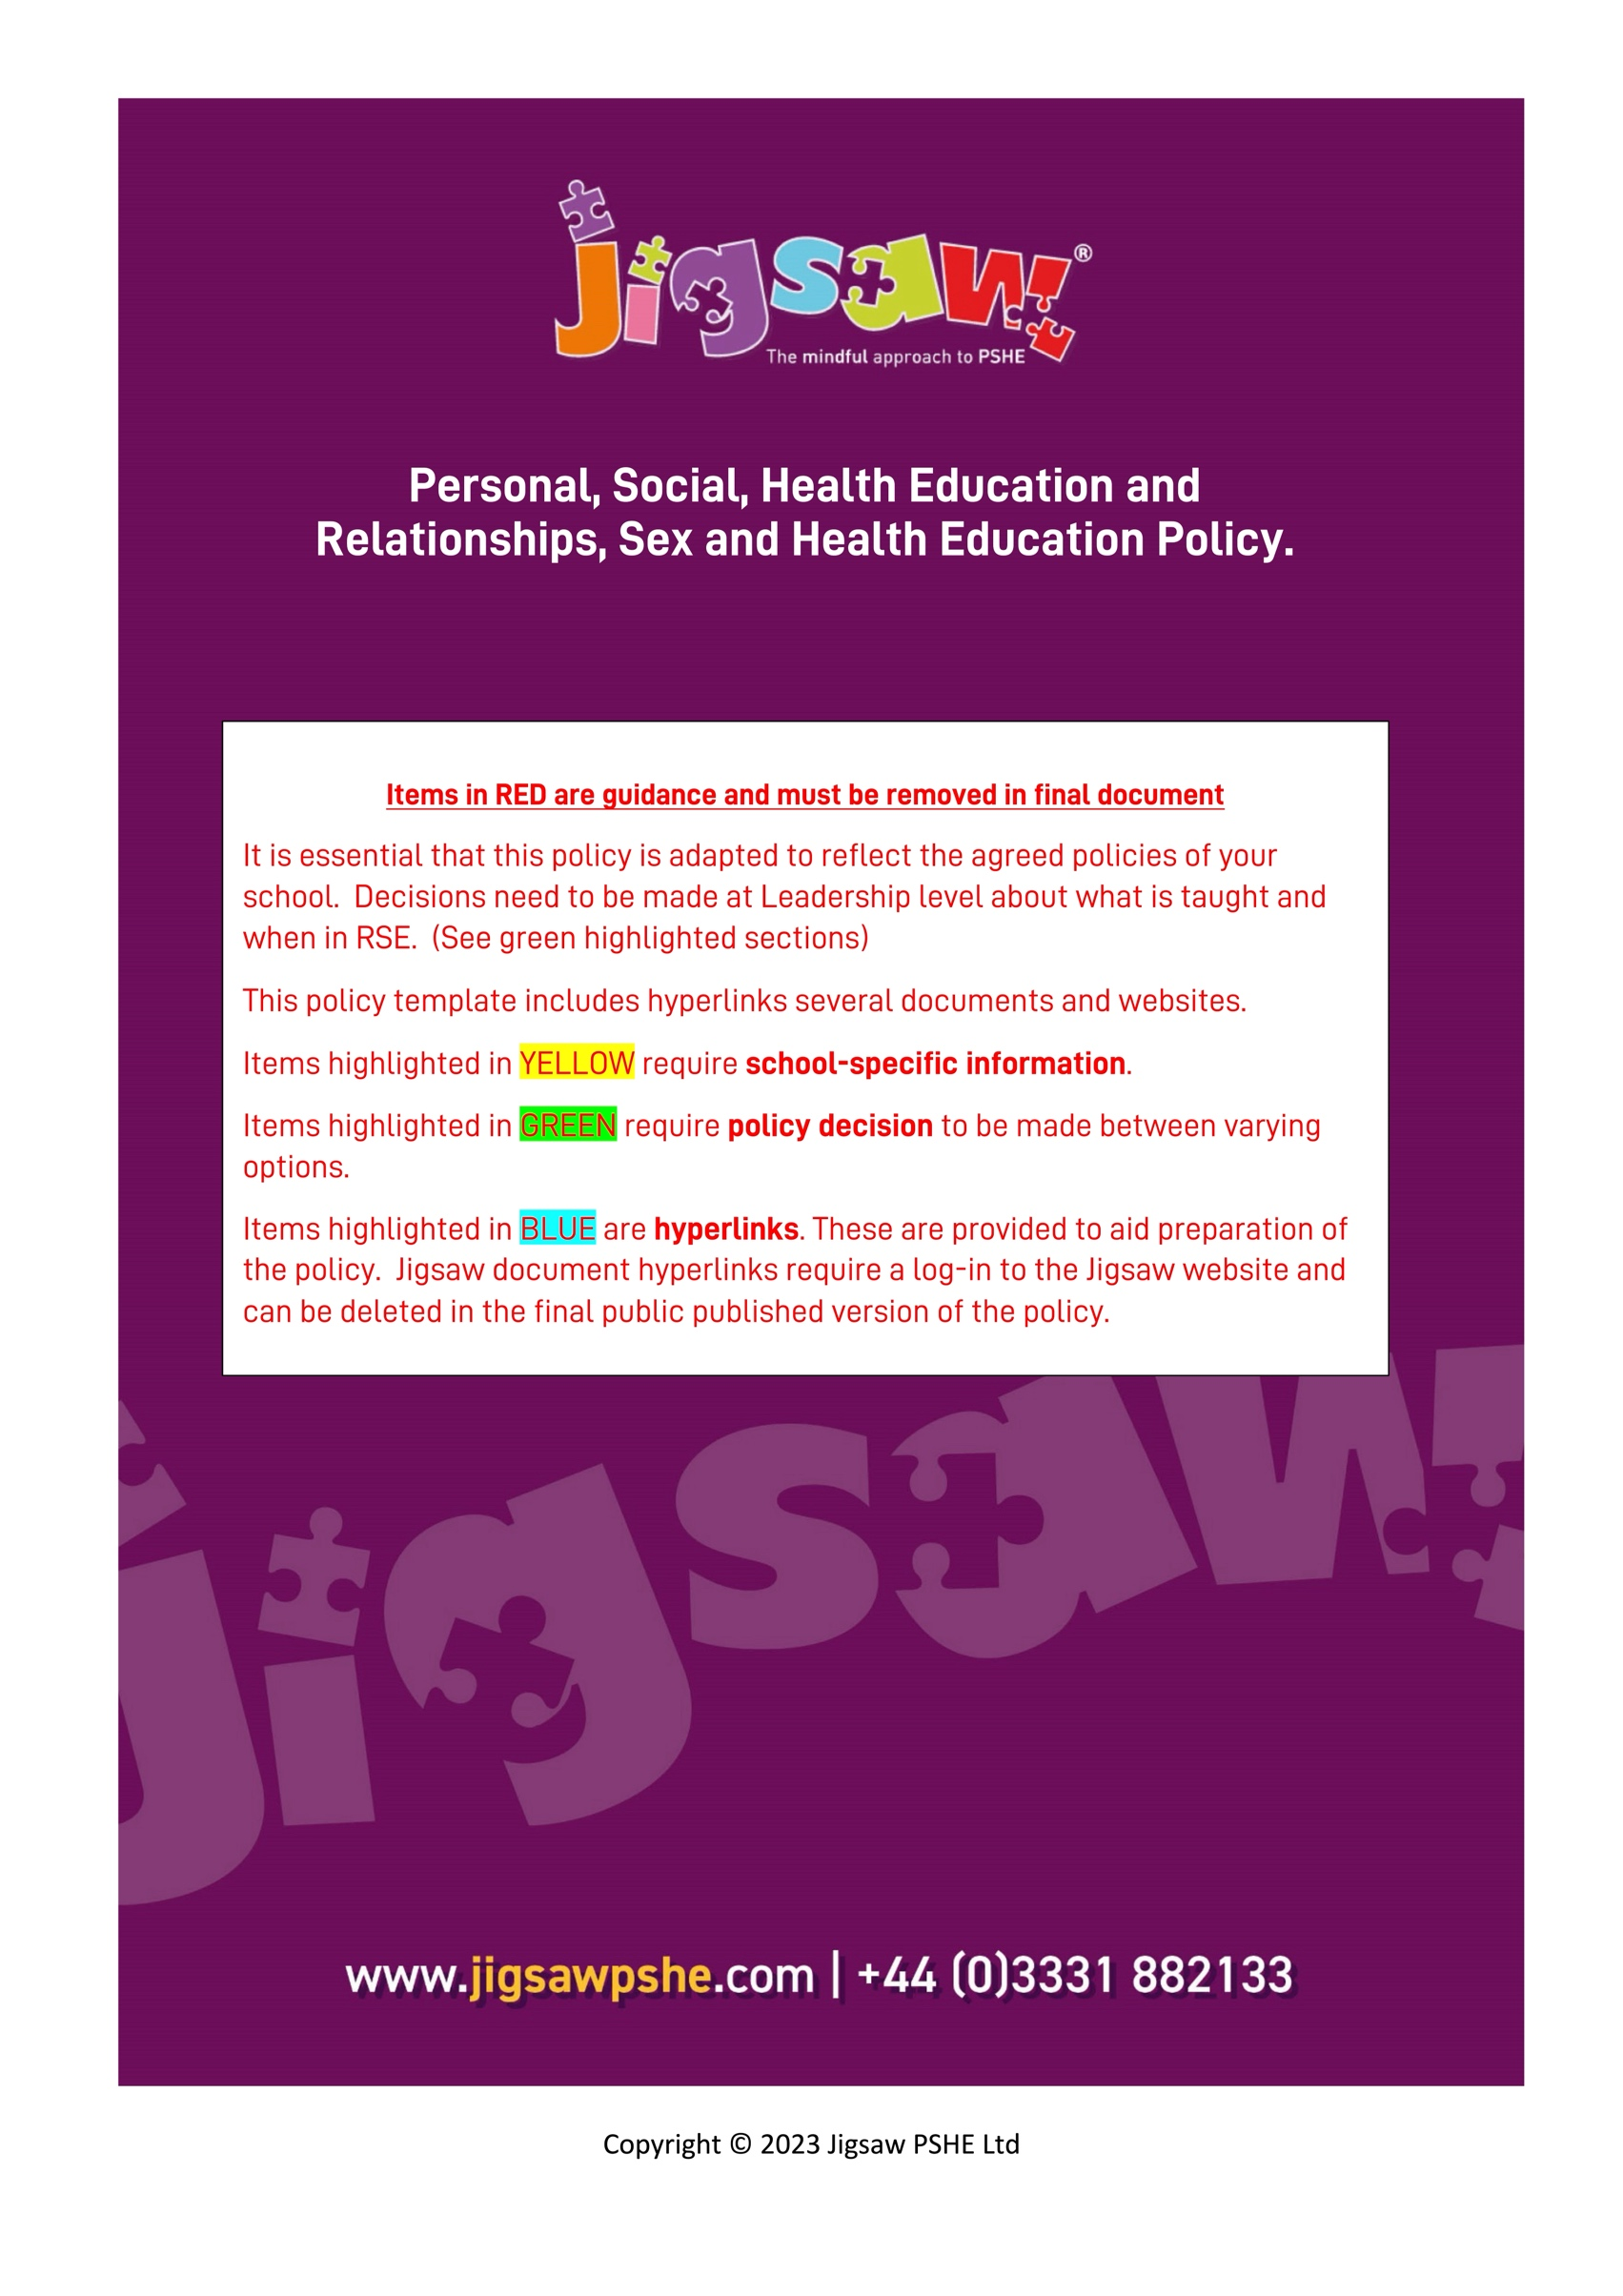 jigsaw!®
The mindful approach to PSHE
Personal, Social, Health Education and
Relationships, Sex and Health Education Policy.
Items in RED are guidance and must be removed in final document
It is essential that this policy is adapted to reflect the agreed policies of your
school.  Decisions need to be made at Leadership level about what is taught and
when in RSE.  (See green highlighted sections)
This policy template includes hyperlinks several documents and websites.
Items highlighted in YELLOW require school-specific information.
Items highlighted in GREEN require policy decision to be made between varying
options.
Items highlighted in BLUE are hyperlinks. These are provided to aid preparation of
the policy.  Jigsaw document hyperlinks require a log-in to the Jigsaw website and
can be deleted in the final public published version of the policy.
jigsaw!
www.jigsawpshe.com | +44 (0)3331 882133
Copyright © 2023 Jigsaw PSHE Ltd